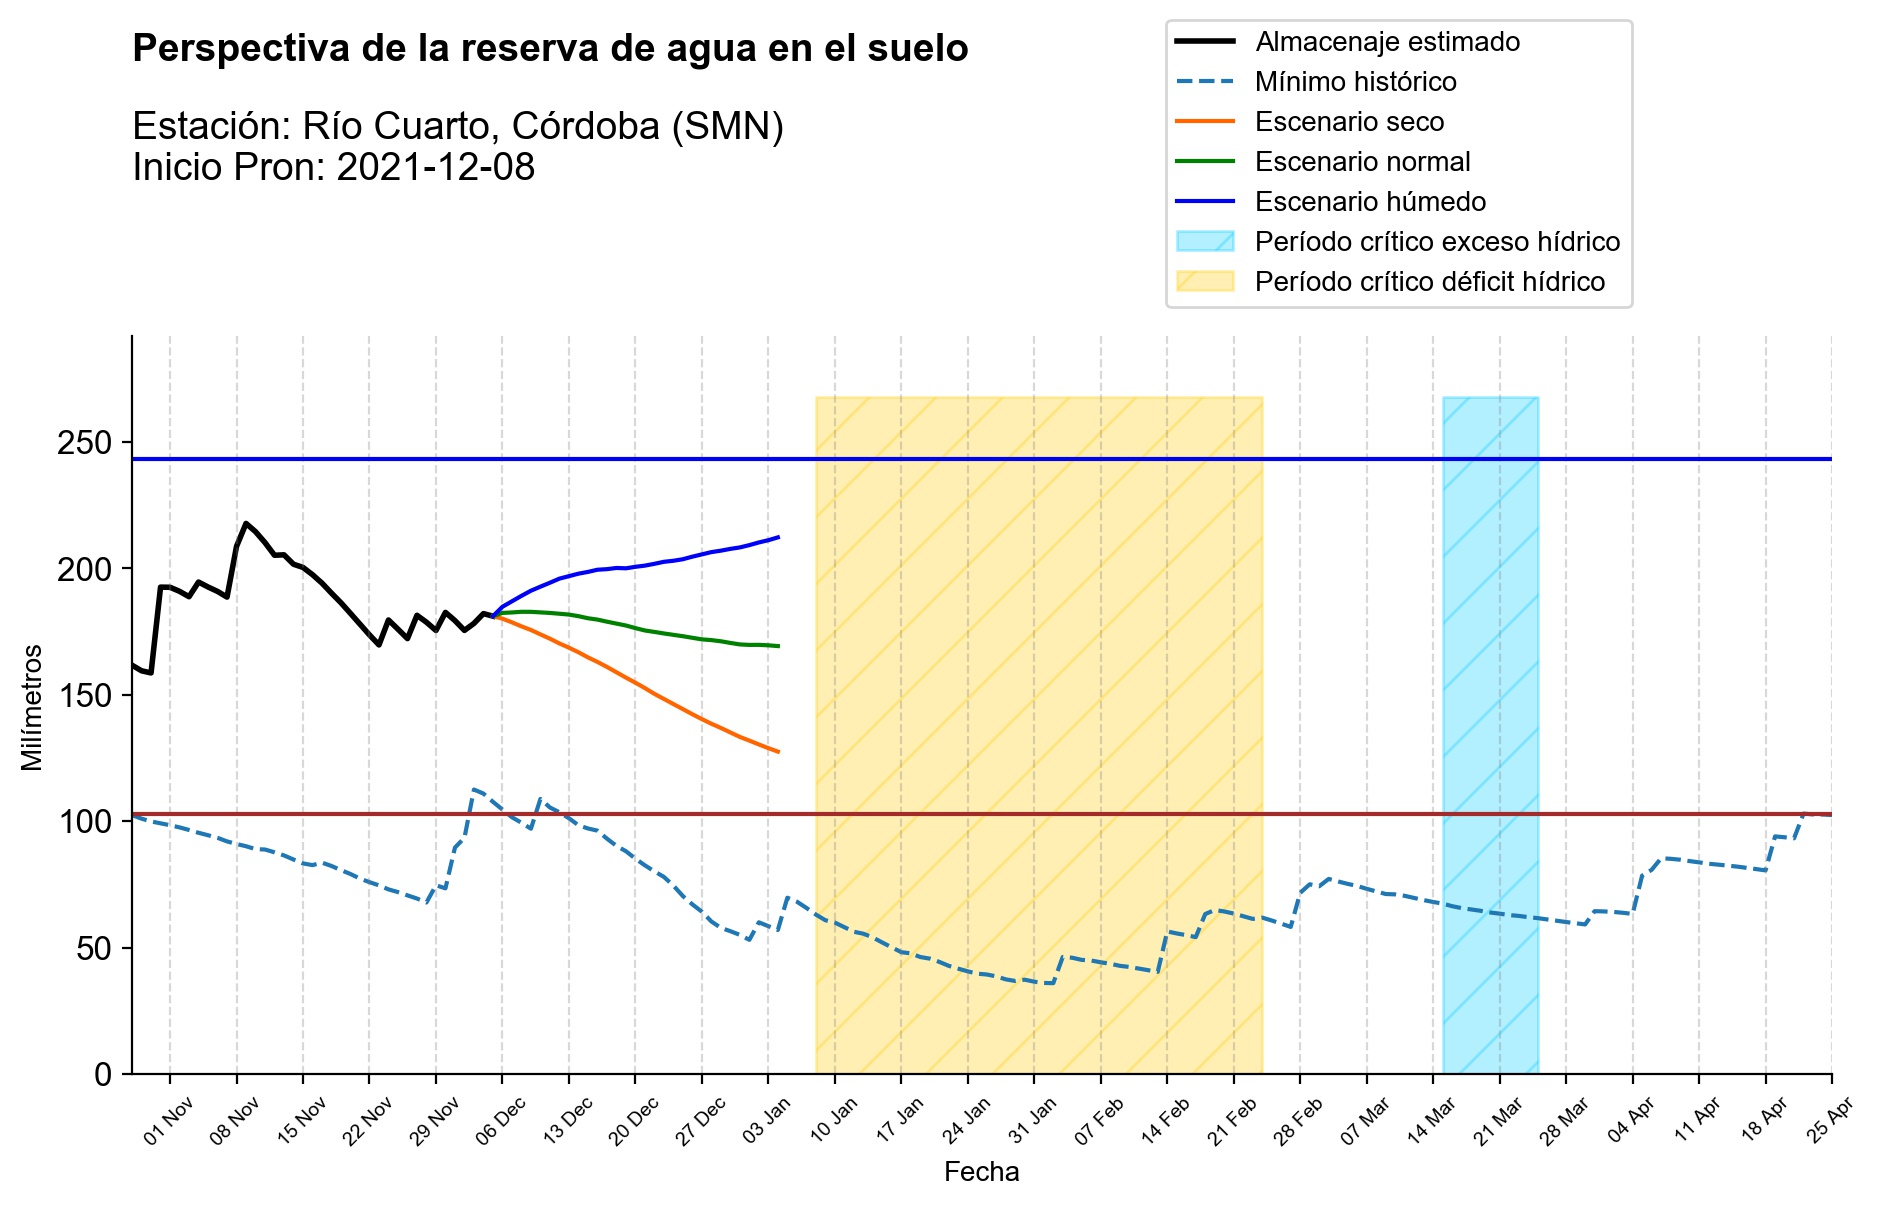 Perspectiva de la reserva de agua en el suelo
Estación: Río Cuarto, Córdoba (SMN)
Inicio Pron: 2021-12-08
Almacenaje estimado
Mínimo histórico
Escenario seco
Escenario normal
Escenario húmedo
Período crítico exceso hídrico
Período crítico déficit hídrico
250
200
150
100
50
0
Milímetros
01 Nov
08 Nov
15 Nov
22 Nov
29 Nov
06 Dec
13 Dec
20 Dec
27 Dec
03 Jan
10 Jan
17 Jan
24 Jan
31 Jan
07 Feb
14 Feb
21 Feb
28 Feb
07 Mar
14 Mar
21 Mar
28 Mar
04 Apr
11 Apr
18 Apr
25 Apr
Fecha